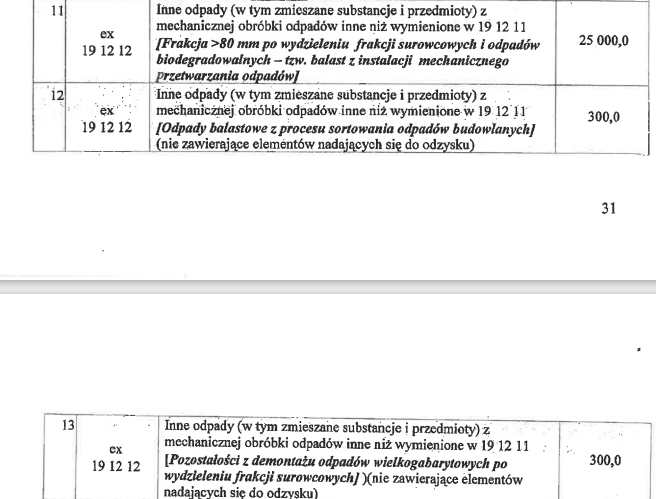 11
ex
19 12 12
Inne odpady (w tym zmieszane substancje i przedmioty) z
mechanicznej obróbki odpadów inne niż wymienione w 19 12 11
[Frakcja >80 mm po wydzieleniu frakcji surowcowych i odpadów
biodegradowalnych – tzw. balast z instalacji mechanicznego
przetwarzania odpadów]
25 000,0
12
ex
19 12 12
Inne odpady (w tym zmieszane substancje i przedmioty) z
mechanicznej obróbki odpadów inne niż wymienione w 19 12 11
[Odpady balastowe z procesu sortowania odpadów budowlanych]
(nie zawierające elementów nadających się do odzysku)
300,0
31
13
ex
19 12 12
Inne odpady (w tym zmieszane substancje i przedmioty) z
mechanicznej obróbki odpadów inne niż wymienione w 19 12 11
[Pozostałości z demontażu odpadów wielkogabarytowych po
wydzieleniu frakcji surowcowych] )(nie zawierające elementów
nadających się do odzysku)
300,0